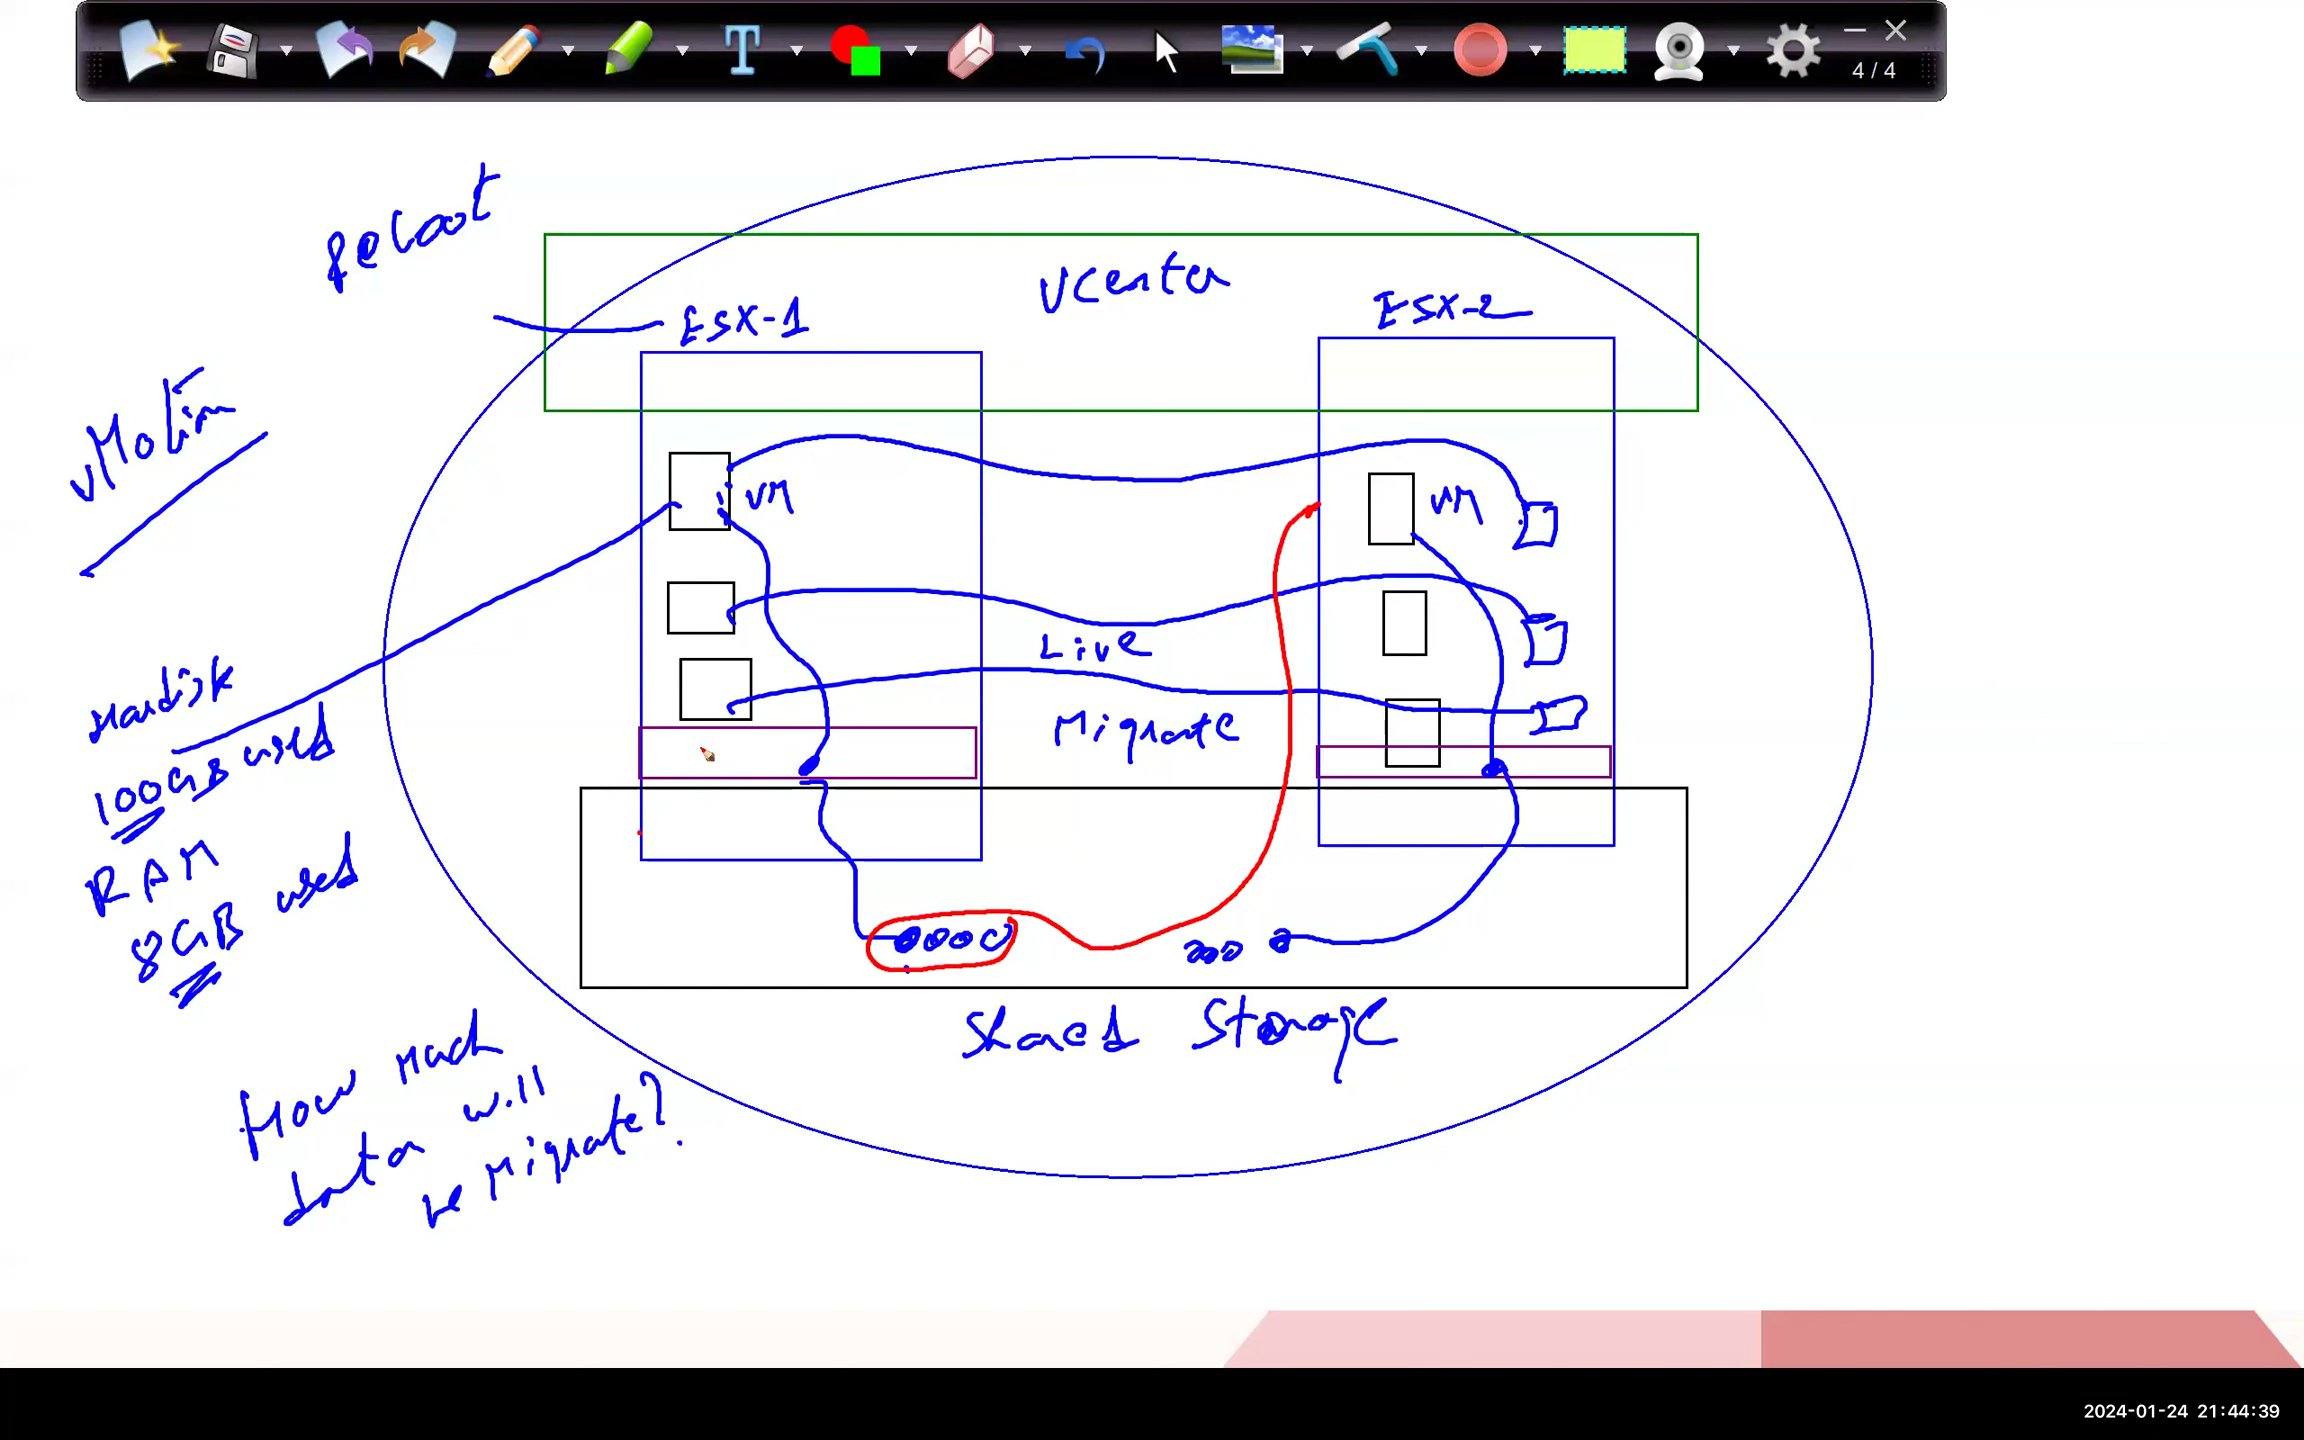 4 / 4
Reboot
vCenter
ESX-1
ESX-2
vMotion
VM
VM
Live
Migrate
Hardisk
100GB used
RAM
8GB used
Shared Storage
How much
data will
be Migrate?
2024-01-24 21:44:39